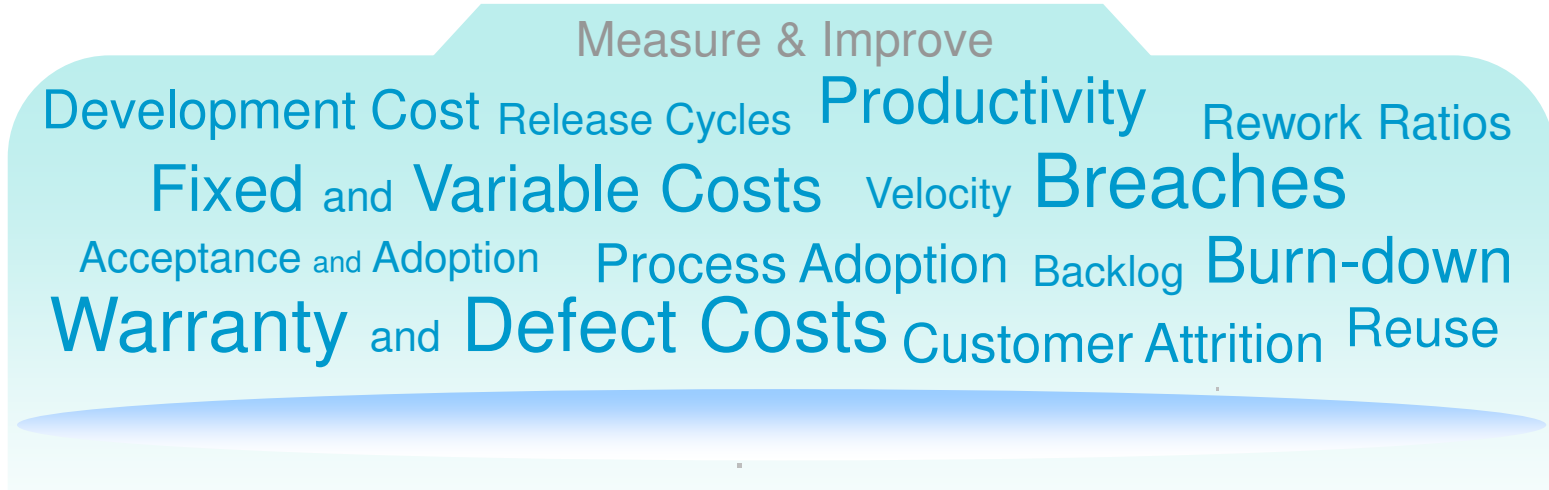 Measure & Improve
Development Cost Release Cycles Productivity Rework Ratios
Fixed and Variable Costs Velocity Breaches
Acceptance and Adoption Process Adoption Backlog Burn-down
Warranty and Defect Costs Customer Attrition Reuse